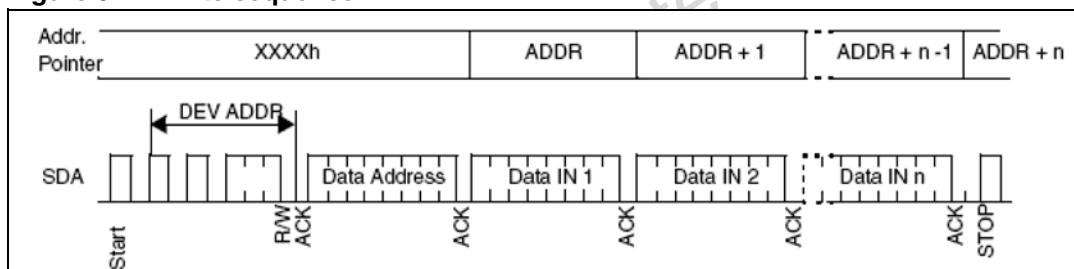 Addr.
Pointer
XXXXh
ADDR
ADDR + 1
ADDR + n -1
ADDR + n
DEV ADDR
SDA
Data Address
Data IN 1
Data IN 2
Data IN n
Start
R/W
ACK
ACK
ACK
ACK
ACK
STOP